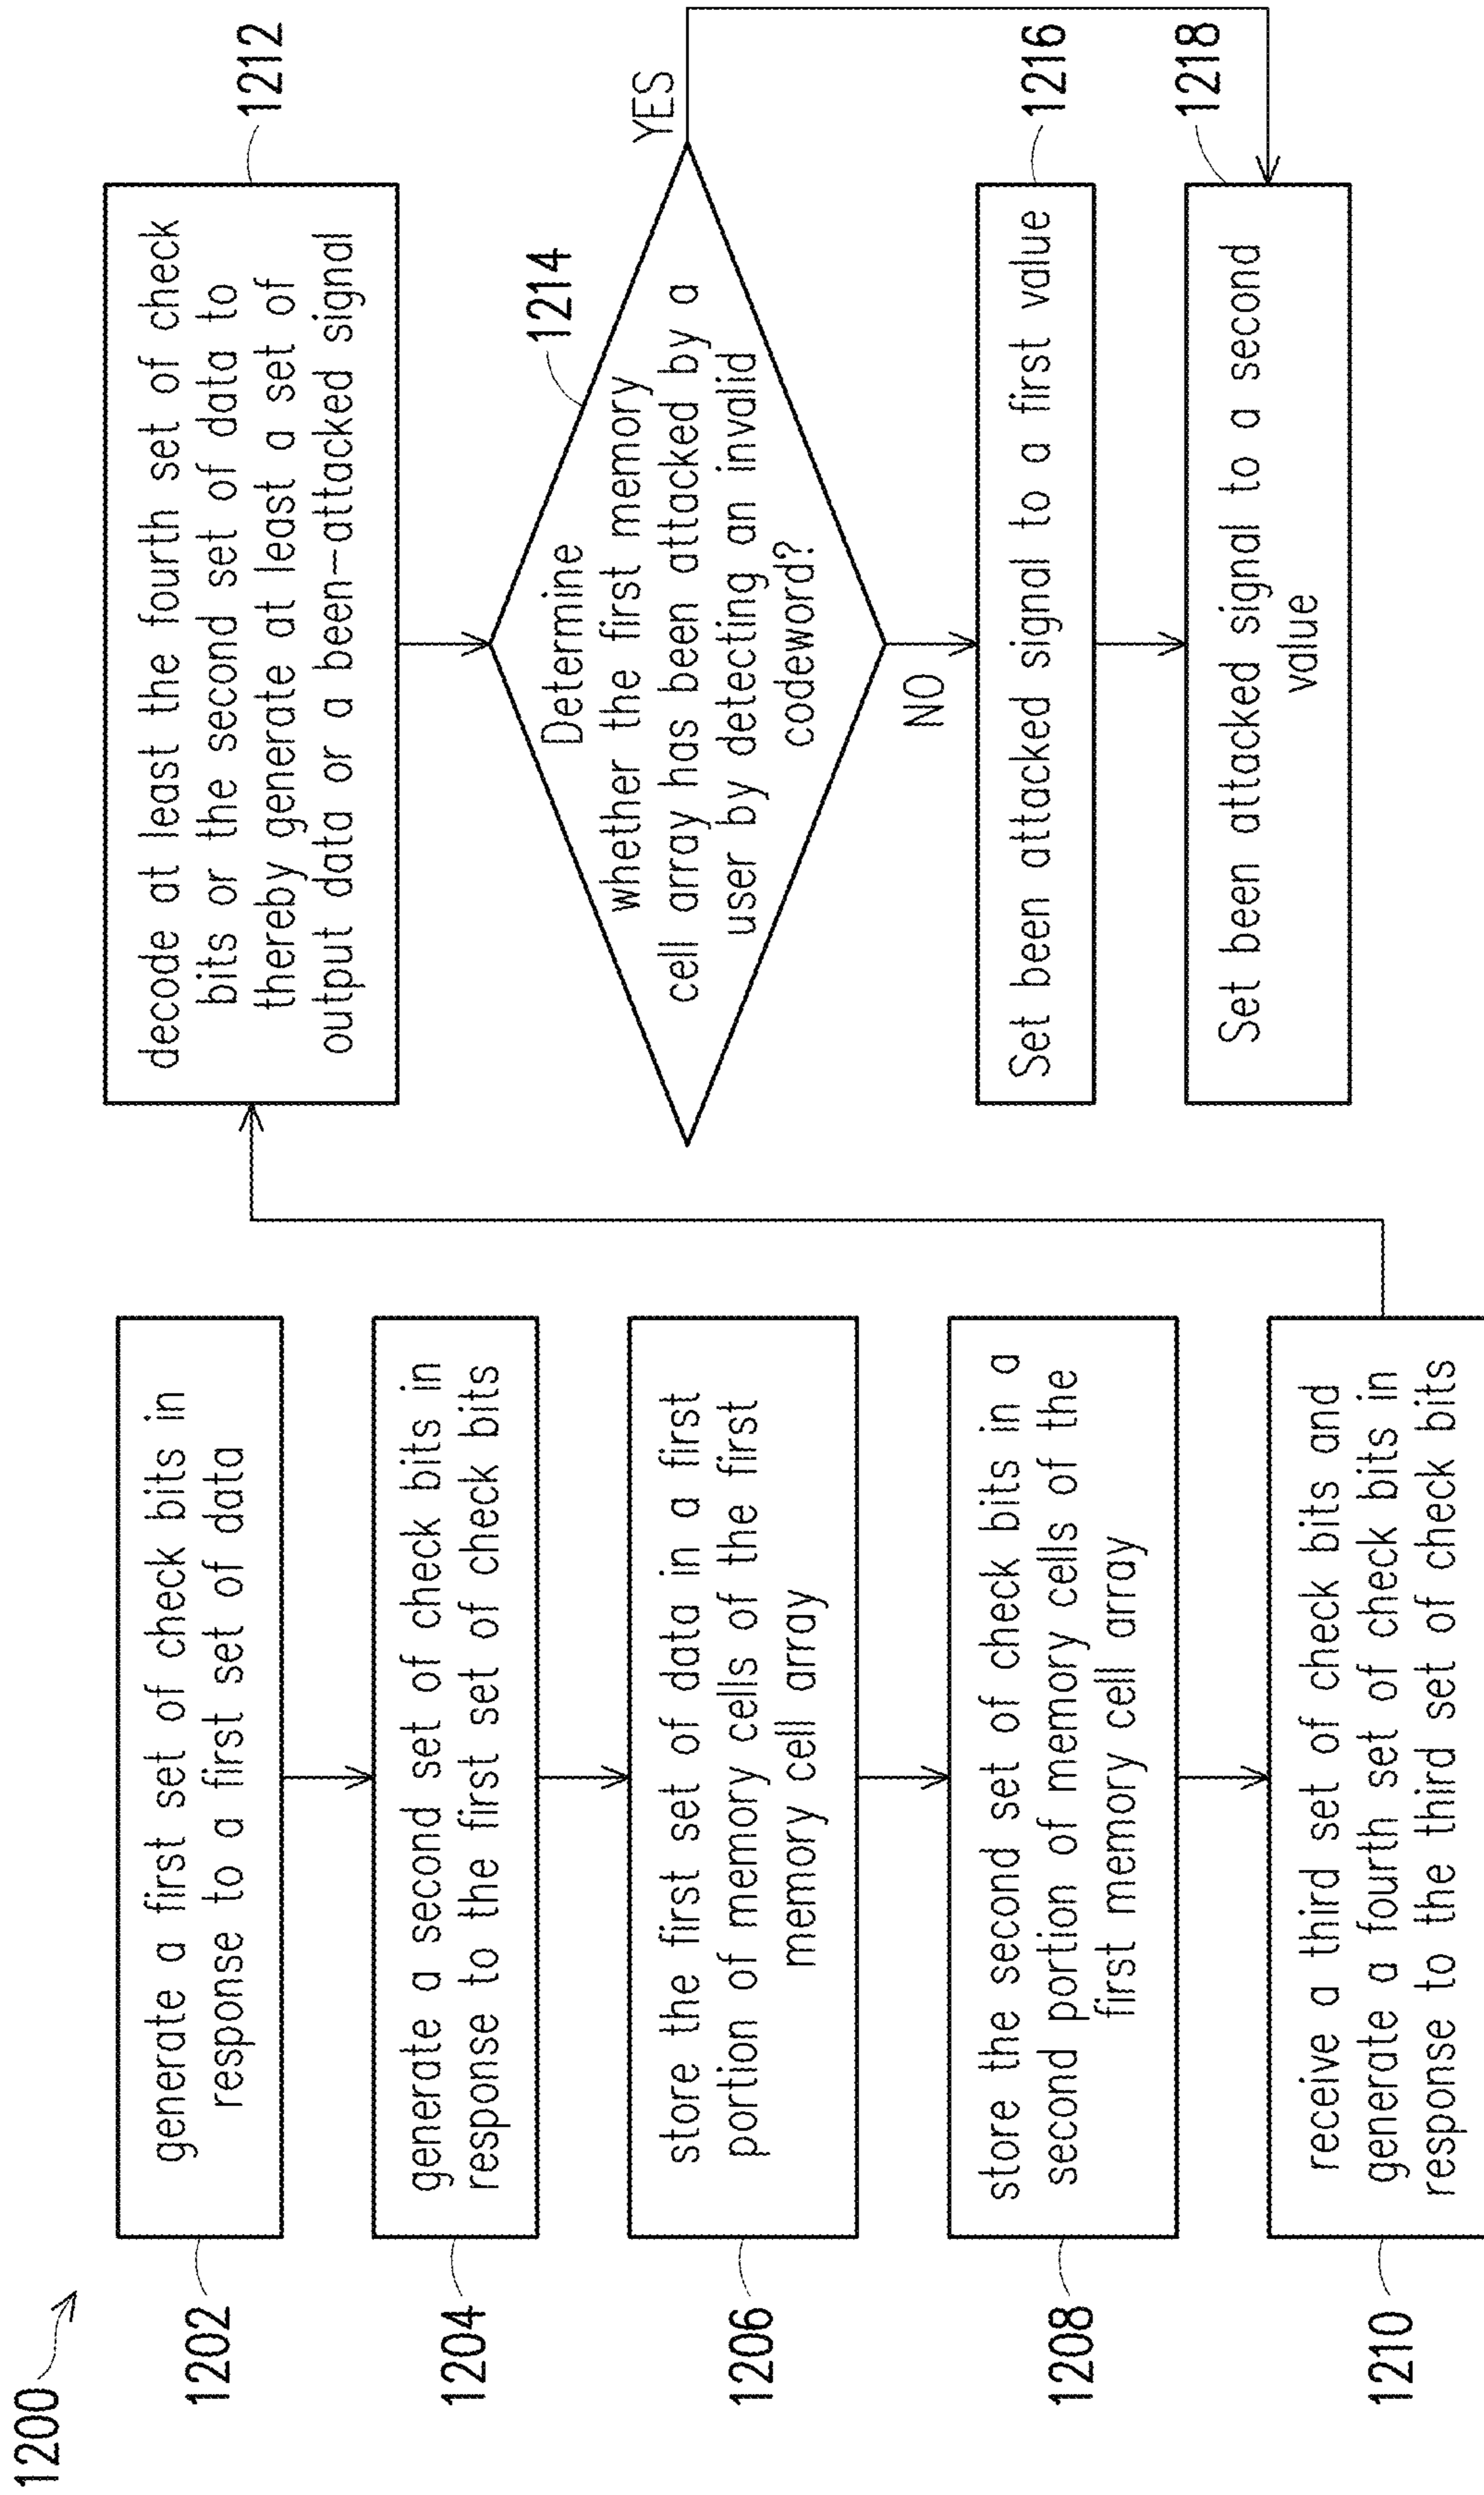 1200
1202
generate a first set of check bits in
response to a first set of data
1204
generate a second set of check bits in
response to the first set of check bits
1206
store the first set of data in a first
portion of memory cells of the first
memory cell array
1208
store the second set of check bits in a
second portion of memory cells of the
first memory cell array
1210
receive a third set of check bits and
generate a fourth set of check bits in
response to the third set of check bits
1212
decode at least the fourth set of check
bits or the second set of data to
thereby generate at least a set of
output data or a been-attacked signal
1214
Determine
whether the first memory
cell array has been attacked by a
user by detecting an invalid
codeword?
YES
NO
1216
Set been attacked signal to a first value
1218
Set been attacked signal to a second
value